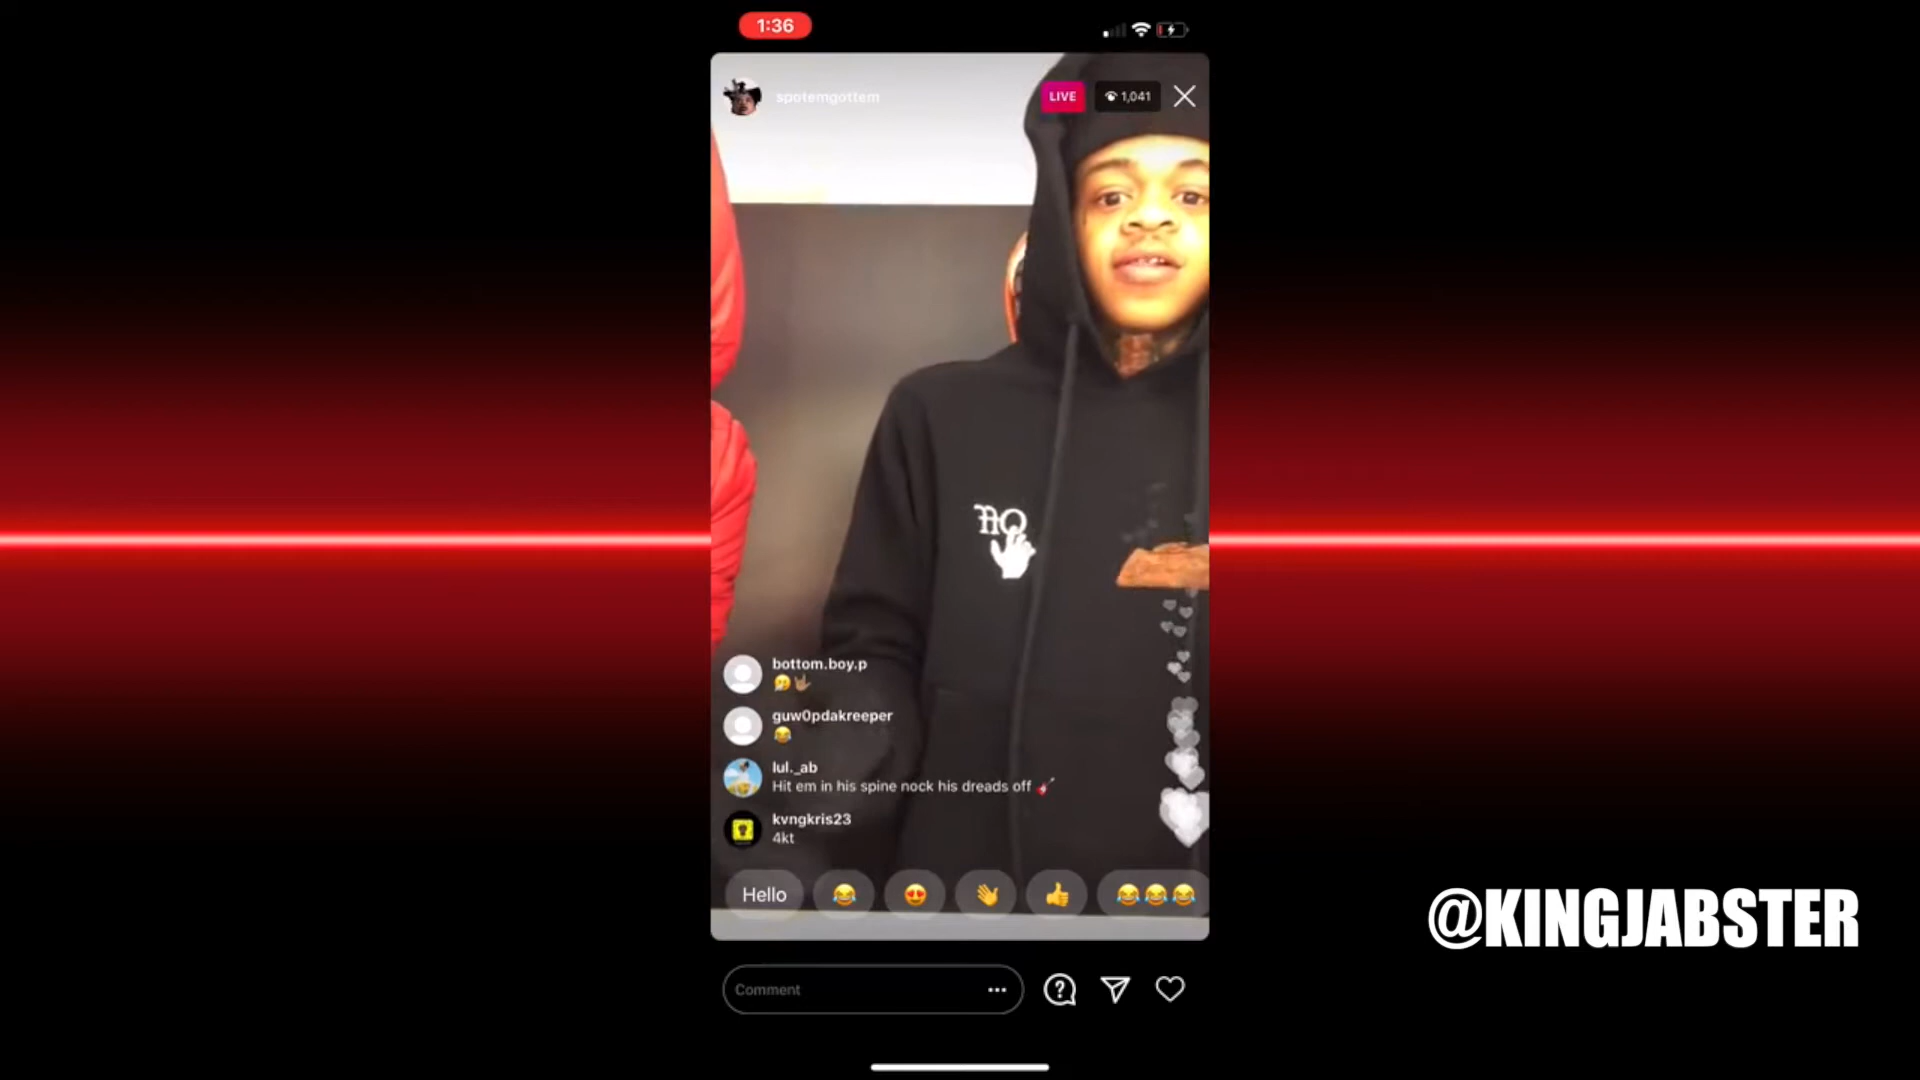 1:36
spotemgottem
LIVE
1,041
bottom.boy.p
guw0pdakreeper
lul._ab
Hit em in his spine nock his dreads off
kvngkris23
4kt
Hello
Comment
@KINGJABSTER